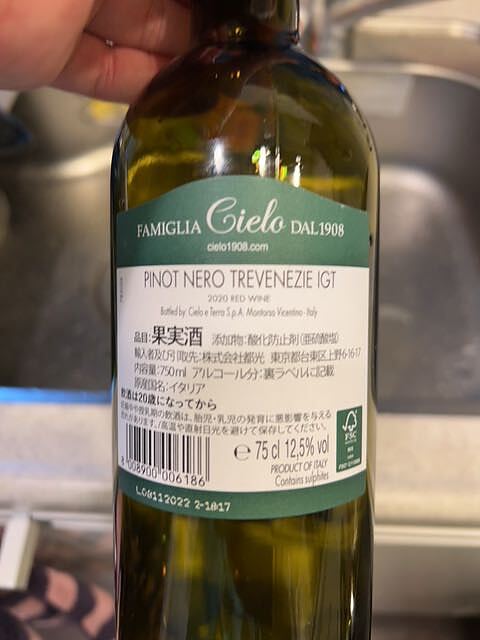 FAMIGLIA Cielo DAL 1908
cielo1908.com
PINOT NERO TREVENEZIE IGT
2020 RED WINE
Bottled by: Cielo e Terra S.p.A. Montorso Vicentino - Italy
品目:果実酒 添加物:酸化防止剤(亜硫酸塩)
輸入者及び引取先:株式会社都光 東京都台東区上野6-16-17
内容量:750ml アルコール分:裏ラベルに記載
原産国名:イタリア
飲酒は20歳になってから
妊娠中や授乳期の飲酒は、胎児・乳児の発育に悪影響を与える
恐れがあります。/高温や直射日光を避けて保存してください。
℮ 75 cl 12,5% vol
PRODUCT OF ITALY
Contains sulphites
FSC
8 008900 006186
L08112022 2-1817